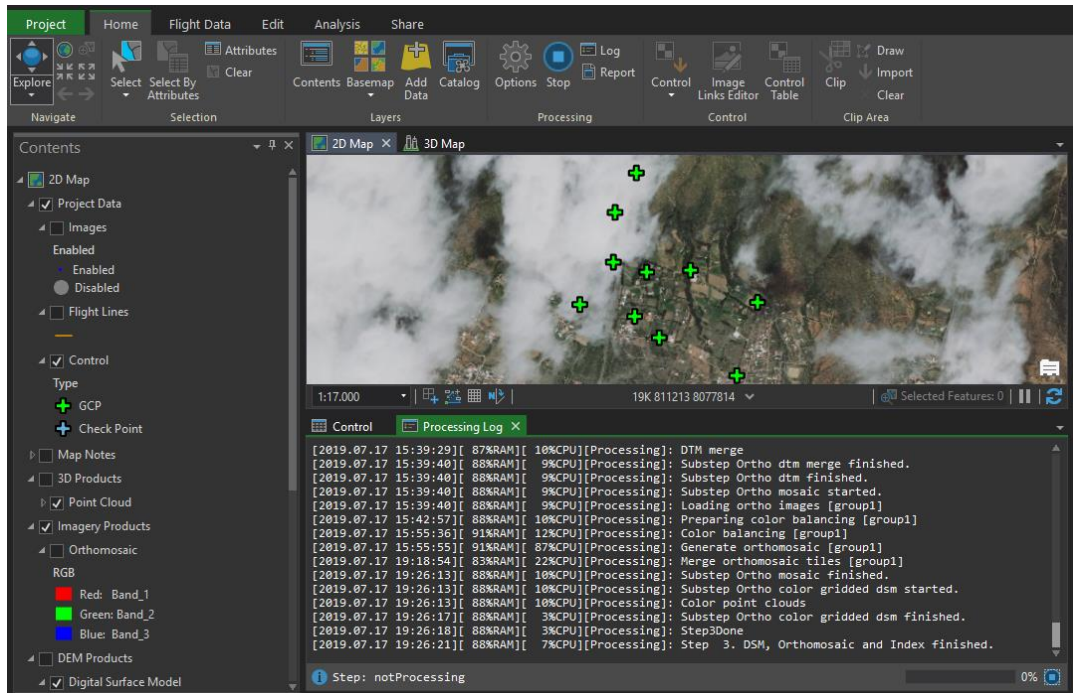 Project Home Flight Data Edit Analysis Share
Explore
Select
Select By Attributes
Attributes
Clear
Contents
Basemap
Add Data
Catalog
Options
Stop
Log
Report
Control
Image Links Editor
Control Table
Clip
Draw
Import
Clear
Navigate Selection Layers Processing Control Clip Area
Contents
2D Map
Project Data
Images
Enabled
Enabled
Disabled
Flight Lines
Control
Type
GCP
Check Point
Map Notes
3D Products
Point Cloud
Imagery Products
Orthomosaic
RGB
Red: Band_1
Green: Band_2
Blue: Band_3
DEM Products
Digital Surface Model
2D Map 3D Map
1:17.000
N
19K 811213 8077814
Selected Features: 0
Control Processing Log
[2019.07.17 15:39:29][ 87%RAM][ 10%CPU][Processing]: DTM merge
[2019.07.17 15:39:40][ 88%RAM][ 9%CPU][Processing]: Substep Ortho dtm merge finished.
[2019.07.17 15:39:40][ 88%RAM][ 9%CPU][Processing]: Substep Ortho dtm finished.
[2019.07.17 15:39:40][ 88%RAM][ 9%CPU][Processing]: Substep Ortho mosaic started.
[2019.07.17 15:39:40][ 88%RAM][ 9%CPU][Processing]: Loading ortho images [group1]
[2019.07.17 15:42:57][ 88%RAM][ 10%CPU][Processing]: Preparing color balancing [group1]
[2019.07.17 15:55:36][ 91%RAM][ 12%CPU][Processing]: Color balancing [group1]
[2019.07.17 15:55:55][ 91%RAM][ 87%CPU][Processing]: Generate orthomosaic [group1]
[2019.07.17 19:18:54][ 83%RAM][ 22%CPU][Processing]: Merge orthomosaic tiles [group1]
[2019.07.17 19:26:13][ 88%RAM][ 10%CPU][Processing]: Substep Ortho mosaic finished.
[2019.07.17 19:26:13][ 88%RAM][ 10%CPU][Processing]: Substep Ortho color gridded dsm started.
[2019.07.17 19:26:13][ 88%RAM][ 10%CPU][Processing]: Color point clouds
[2019.07.17 19:26:17][ 88%RAM][ 3%CPU][Processing]: Substep Ortho color gridded dsm finished.
[2019.07.17 19:26:18][ 88%RAM][ 3%CPU][Processing]: Step3Done
[2019.07.17 19:26:21][ 88%RAM][ 7%CPU][Processing]: Step 3. DSM, Orthomosaic and Index finished.
Step: notProcessing
0%